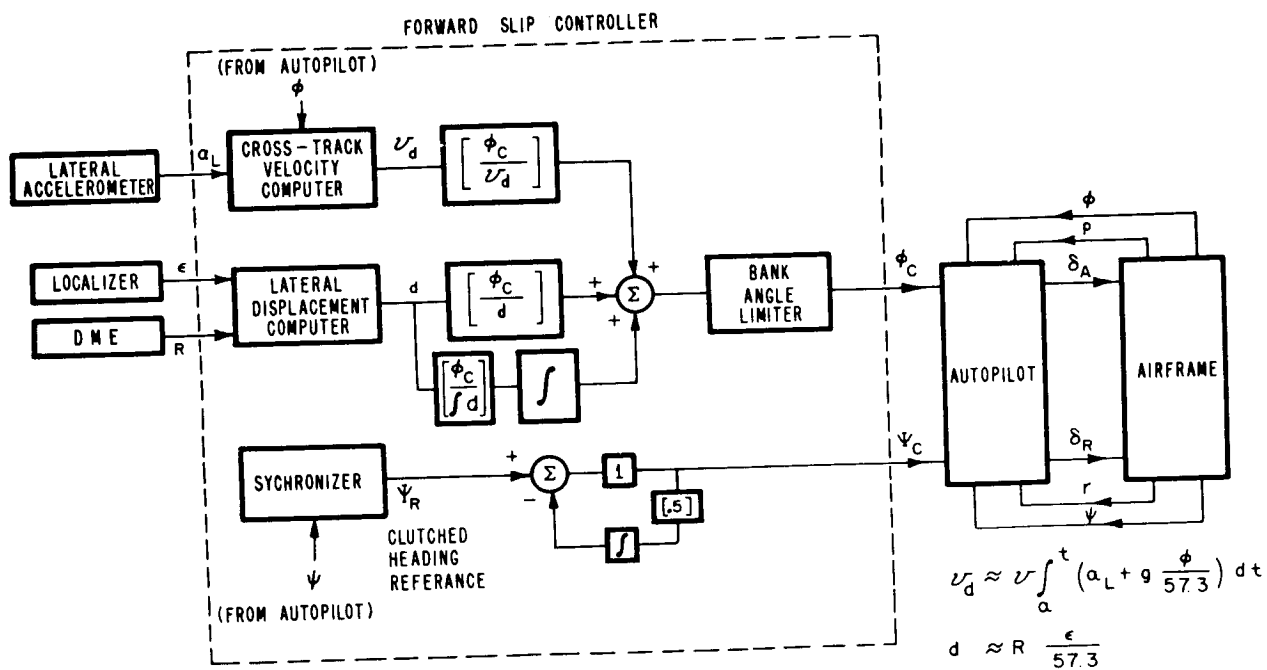 FORWARD SLIP CONTROLLER
(FROM AUTOPILOT)
ϕ
LATERAL
ACCELEROMETER
α_L
CROSS-TRACK
VELOCITY
COMPUTER
v_d
[ϕ_C / v_d]
LOCALIZER
ϵ
DME
R
LATERAL
DISPLACEMENT
COMPUTER
d
[ϕ_C / d]
[ϕ_C / ∫d]
∫
+
+
+
Σ
BANK
ANGLE
LIMITER
ϕ_C
SYCHRONIZER
Ψ_R
CLUTCHED
HEADING
REFERANCE
ψ
(FROM AUTOPILOT)
+
-
Σ
1
[.5]
∫
Ψ_C
AUTOPILOT
AIRFRAME
ϕ
P
δ_A
δ_R
r
ψ
v_d ≈ v ∫_a^t (α_L + g ϕ/57.3) dt
d ≈ R ϵ/57.3